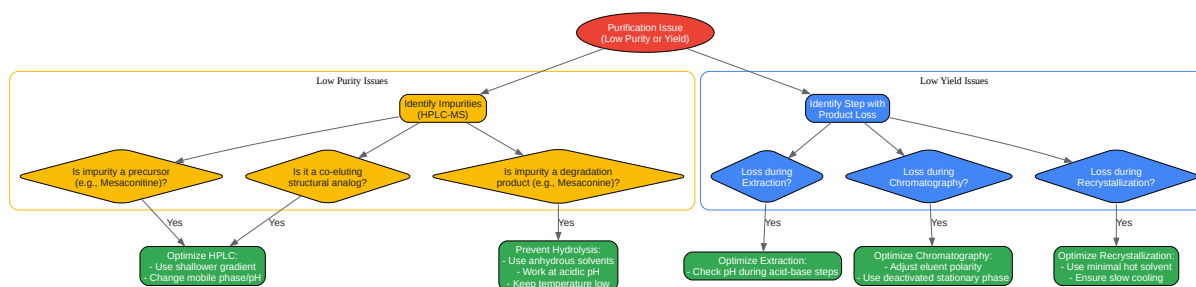 Purification Issue
(Low Purity or Yield)
Low Purity Issues
Low Yield Issues
Identify Impurities
(HPLC-MS)
Identify Step with
Product Loss
Is impurity a precursor
(e.g., Mesaconitine)?
Is it a co-eluting
structural analog?
Is impurity a degradation
product (e.g., Mesaconine)?
Loss during
Extraction?
Loss during
Chromatography?
Loss during
Recrystallization?
Yes
Yes
Yes
Yes
Yes
Yes
Optimize HPLC:
- Use shallower gradient
- Change mobile phase/pH
Prevent Hydrolysis:
- Use anhydrous solvents
- Work at acidic pH
- Keep temperature low
Optimize Extraction:
- Check pH during acid-base steps
Optimize Chromatography:
- Adjust eluent polarity
- Use deactivated stationary phase
Optimize Recrystallization:
- Use minimal hot solvent
- Ensure slow cooling